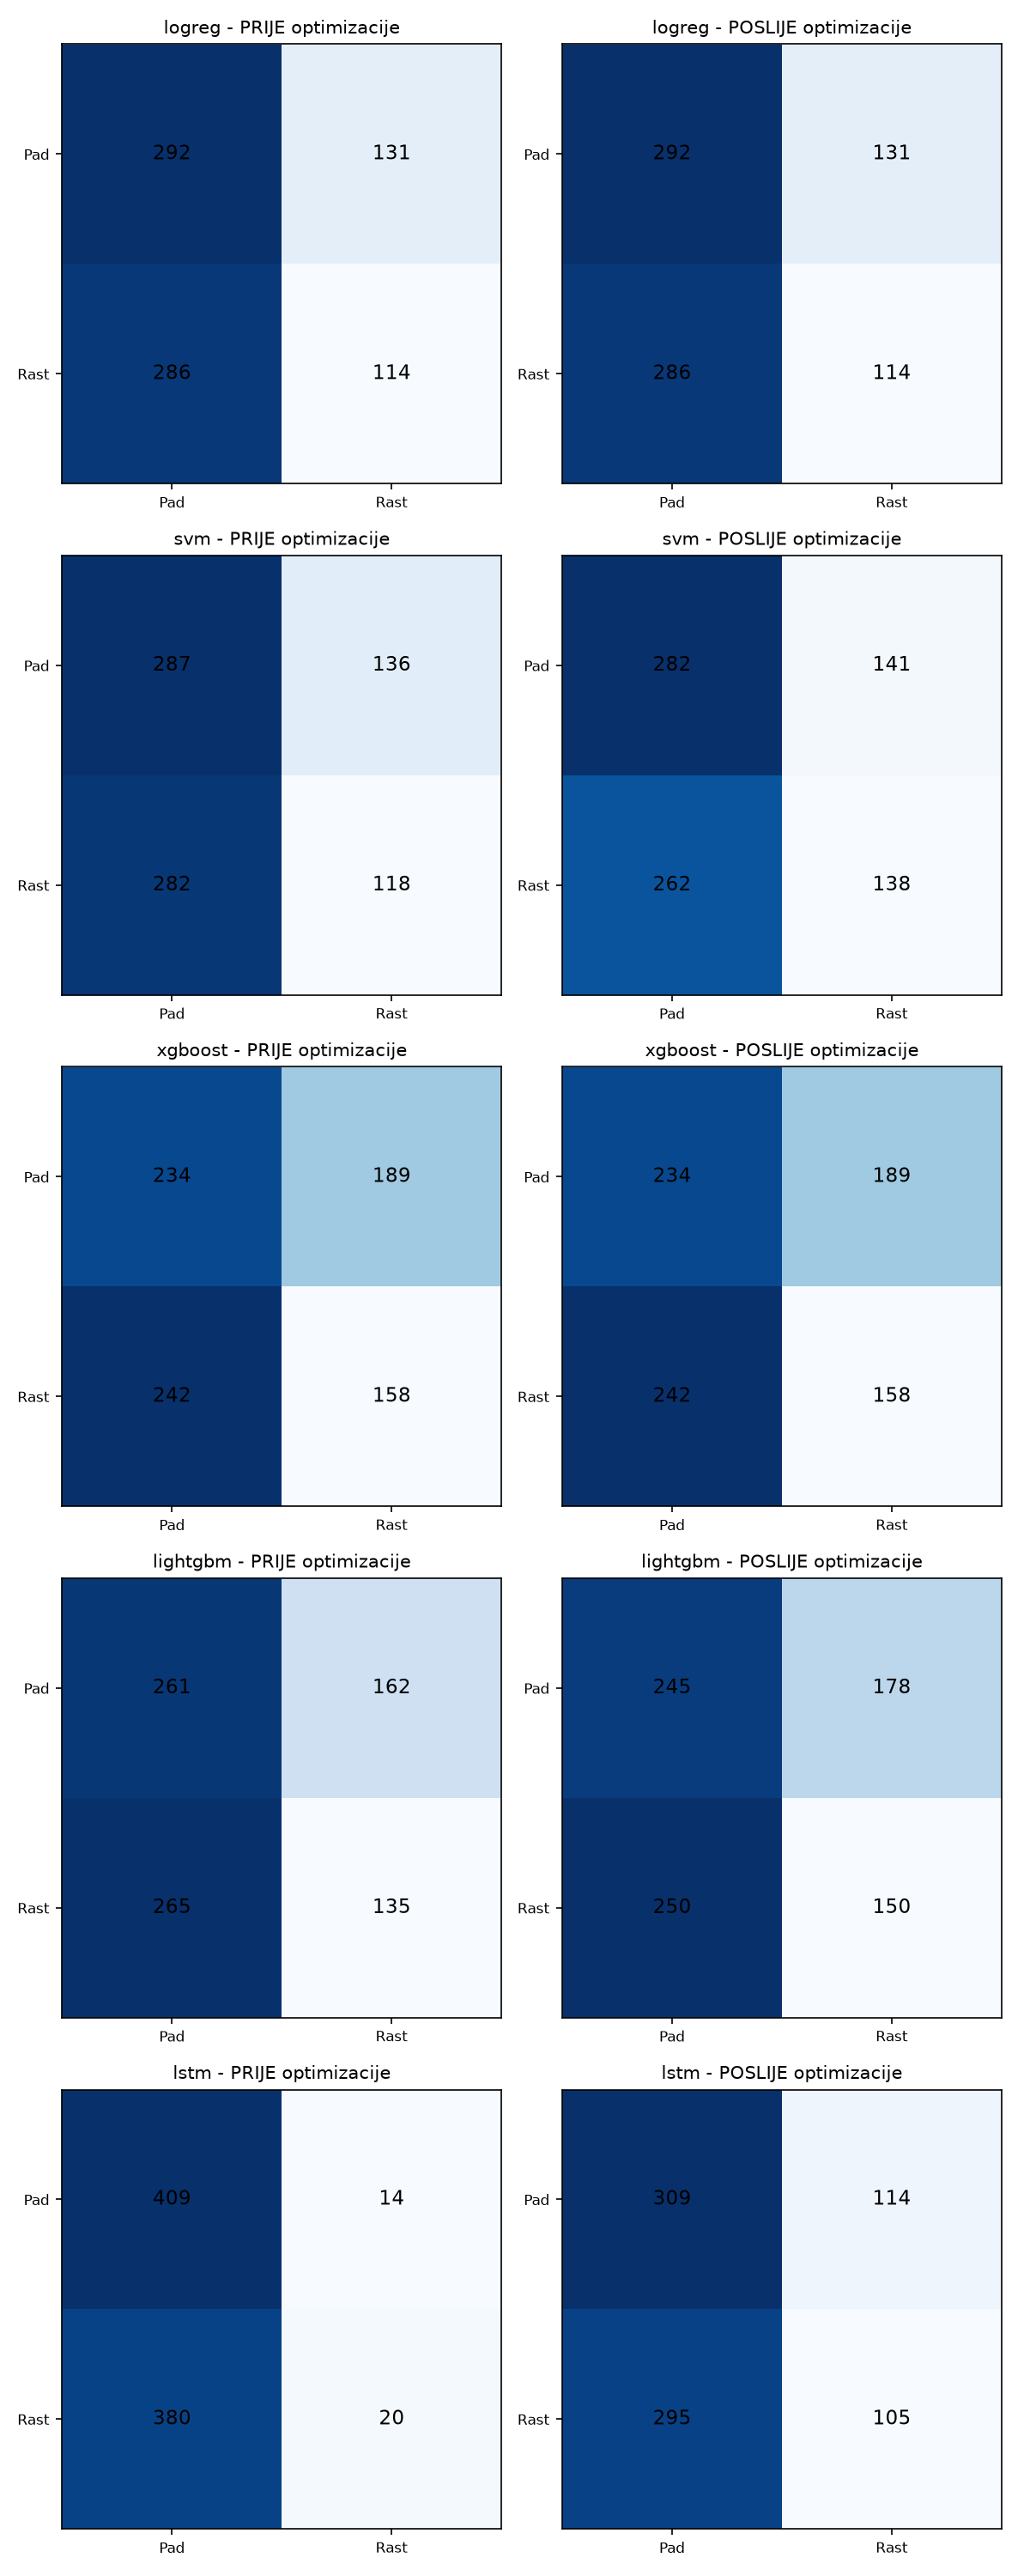 logreg - PRIJE optimizacije
logreg - POSLIJE optimizacije
Pad 292 131
Pad 292 131
Rast 286 114
Rast 286 114
Pad Rast
Pad Rast
svm - PRIJE optimizacije
svm - POSLIJE optimizacije
Pad 287 136
Pad 282 141
Rast 282 118
Rast 262 138
Pad Rast
Pad Rast
xgboost - PRIJE optimizacije
xgboost - POSLIJE optimizacije
Pad 234 189
Pad 234 189
Rast 242 158
Rast 242 158
Pad Rast
Pad Rast
lightgbm - PRIJE optimizacije
lightgbm - POSLIJE optimizacije
Pad 261 162
Pad 245 178
Rast 265 135
Rast 250 150
Pad Rast
Pad Rast
lstm - PRIJE optimizacije
lstm - POSLIJE optimizacije
Pad 409 14
Pad 309 114
Rast 380 20
Rast 295 105
Pad Rast
Pad Rast